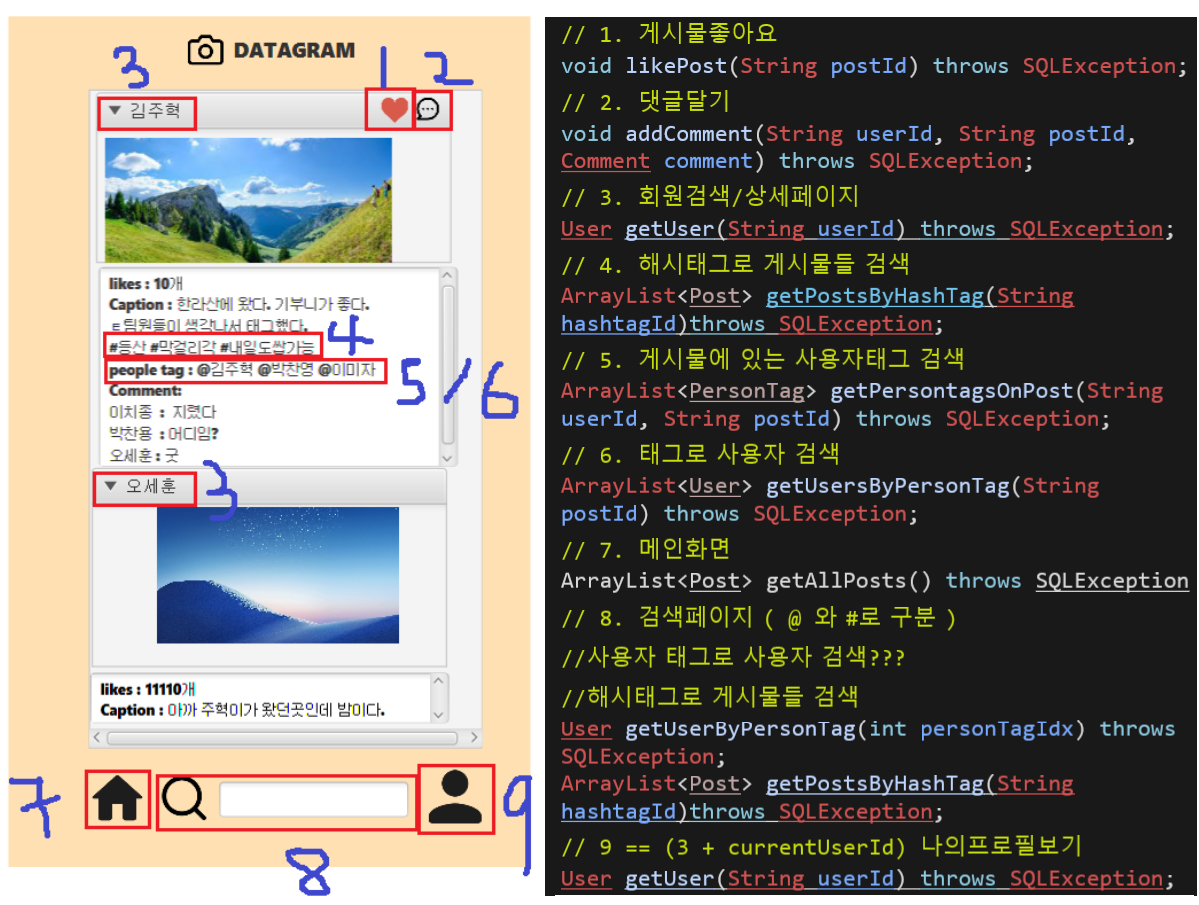 DATAGRAM
3
1
2
김주혁
likes : 10개
Caption : 한라산에 왔다. 기부니가 좋다.
ㅌ팀원들이 생각나서 태그했다.
#등산 #막걸리각 #내일도쌉가능
4
people tag : @김주혁 @박찬영 @이미자
5/6
Comment:
이치종 : 지렸다
박찬용 : 어디임?
오세훈 : 굿
오세훈
3
likes : 11110개
Caption : 아까 주혁이가 왔던곳인데 밤이다.
7
8
9
// 1. 게시물좋아요
void likePost(String postId) throws SQLException;
// 2. 댓글달기
void addComment(String userId, String postId,
Comment comment) throws SQLException;
// 3. 회원검색/상세페이지
User getUser(String userId) throws SQLException;
// 4. 해시태그로 게시물들 검색
ArrayList<Post> getPostsByHashTag(String
hashtagId)throws SQLException;
// 5. 게시물에 있는 사용자태그 검색
ArrayList<PersonTag> getPersontagsOnPost(String
userId, String postId) throws SQLException;
// 6. 태그로 사용자 검색
ArrayList<User> getUsersByPersonTag(String
postId) throws SQLException;
// 7. 메인화면
ArrayList<Post> getAllPosts() throws SQLException
// 8. 검색페이지 ( @ 와 #로 구분 )
//사용자 태그로 사용자 검색???
//해시태그로 게시물들 검색
User getUserByPersonTag(int personTagIdx) throws
SQLException;
ArrayList<Post> getPostsByHashTag(String
hashtagId)throws SQLException;
// 9 == (3 + currentUserId) 나의프로필보기
User getUser(String userId) throws SQLException;